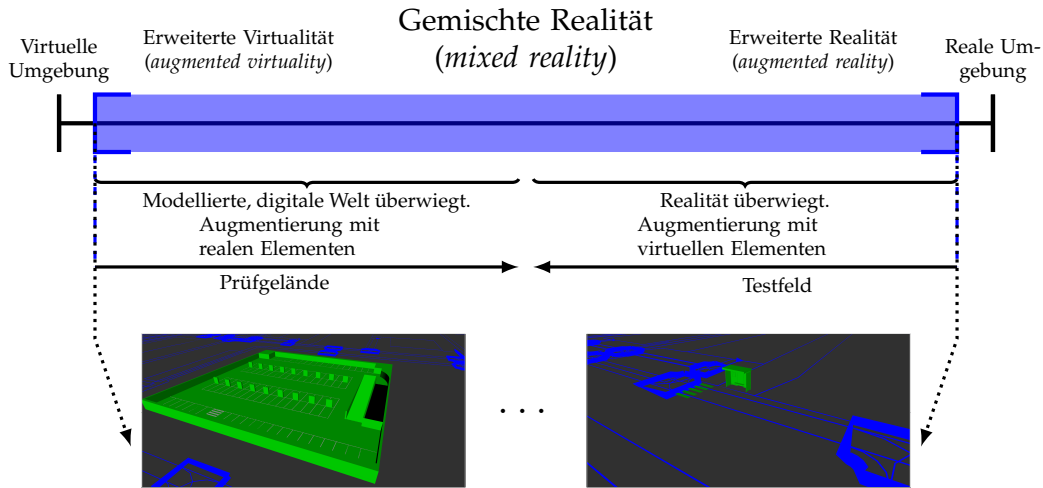 Gemischte Realität
(mixed reality)
Virtuelle
Umgebung
Erweiterte Virtualität
(augmented virtuality)
Erweiterte Realität
(augmented reality)
Reale Um-
gebung
Modellierte, digitale Welt überwiegt.
Augmentierung mit
realen Elementen
Realität überwiegt.
Augmentierung mit
virtuellen Elementen
Prüfgelände
Testfeld
. . .